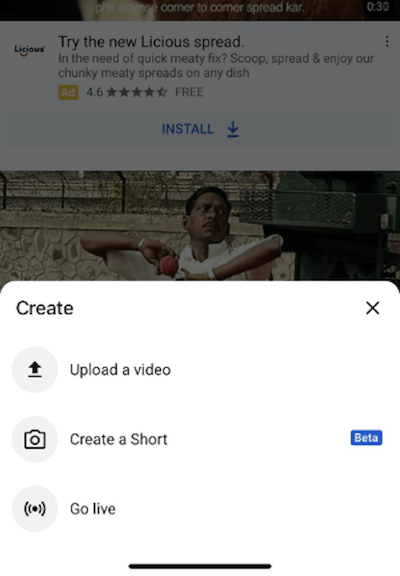 phir aramse corner to corner spread kar.
0:30
Licious
Try the new Licious spread.
In the need of quick meaty fix? Scoop, spread & enjoy our
chunky meaty spreads on any dish
Ad 4.6 FREE
INSTALL
Create
Upload a video
Create a Short Beta
Go live